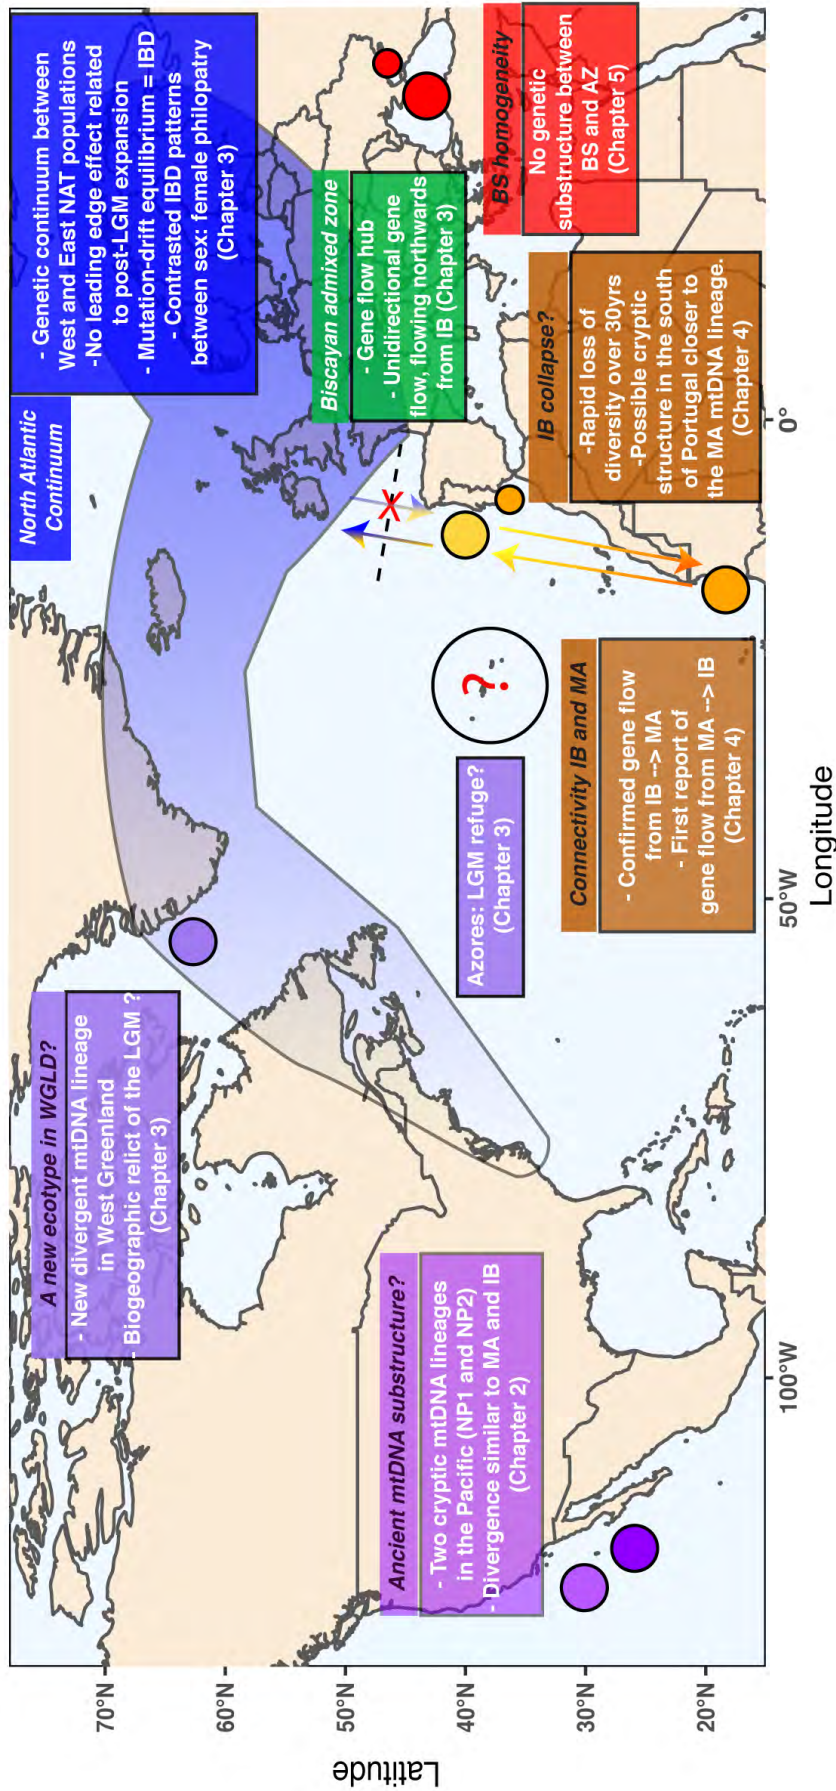 North Atlantic
Continuum
- Genetic continuum between
West and East NAT populations
-No leading edge effect related
to post-LGM expansion
- Mutation-drift equilibrium = IBD
- Contrasted IBD patterns
between sex: female philopatry
(Chapter 3)
A new ecotype in WGLD?
- New divergent mtDNA lineage
in West Greenland
- Biogeographic relict of the LGM ?
(Chapter 3)
Biscayan admixed zone
- Gene flow hub
- Unidirectional gene
flow, flowing northwards
from IB (Chapter 3)
Ancient mtDNA substructure?
- Two cryptic mtDNA lineages
in the Pacific (NP1 and NP2)
- Divergence similar to MA and IB
(Chapter 2)
Azores: LGM refuge?
(Chapter 3)
?
X
BS homogeneity
No genetic
substructure between
BS and AZ
(Chapter 5)
IB collapse?
-Rapid loss of
diversity over 30yrs
-Possible cryptic
structure in the south
of Portugal closer to
the MA mtDNA lineage.
(Chapter 4)
Connectivity IB and MA
- Confirmed gene flow
from IB --> MA
- First report of
gene flow from MA --> IB
(Chapter 4)
70°N
60°N
50°N
40°N
30°N
20°N
Latitude
100°W
50°W
0°
Longitude